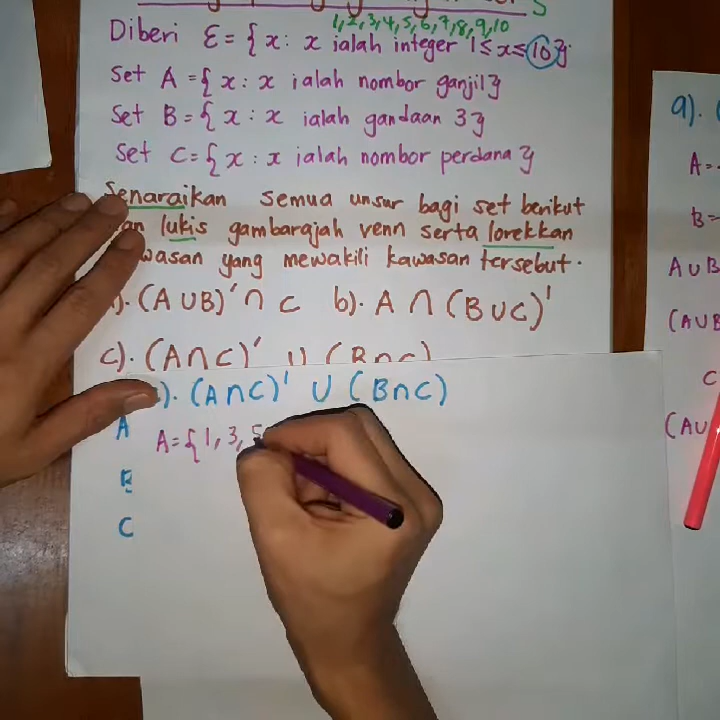 1,2,3,4,5,6,7,8,9,10
Diberi Ɛ = { x : x ialah integer 1 ≤ x ≤ 10 }
Set A = { x : x ialah nombor ganjil }
Set B = { x : x ialah gandaan 3 }
Set C = { x : x ialah nombor perdana }
Senaraikan semua unsur bagi set berikut
lukis gambarajah venn serta lorekkan
yang mewakili kawasan tersebut.
(A ∪ B)' ∩ C b). A ∩ (B ∪ C)'
c). (A ∩ C)' ∪ (B ∩ C)
). (A ∩ C)' ∪ (B ∩ C)
A
A = { 1, 3, 5
B
C
a).
A =
B =
A ∪ B
(A ∪ B
C
(A ∪